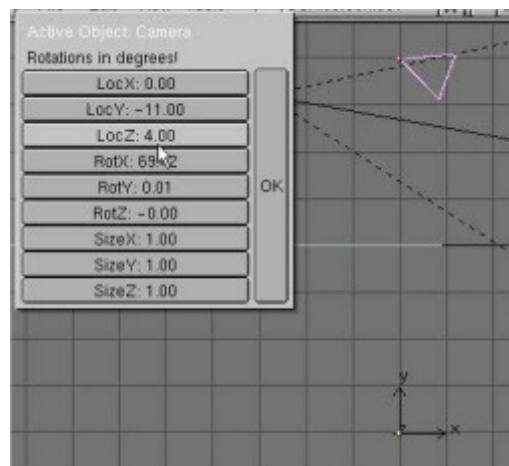 Active Object: Camera
Rotations in degrees!
LocX: 0.00
LocY: -11.00
LocZ: 4.00
RotY: 0.01
RotZ: -0.00
SizeX: 1.00
SizeY: 1.00
SizeZ: 1.00
OK
y
z
x